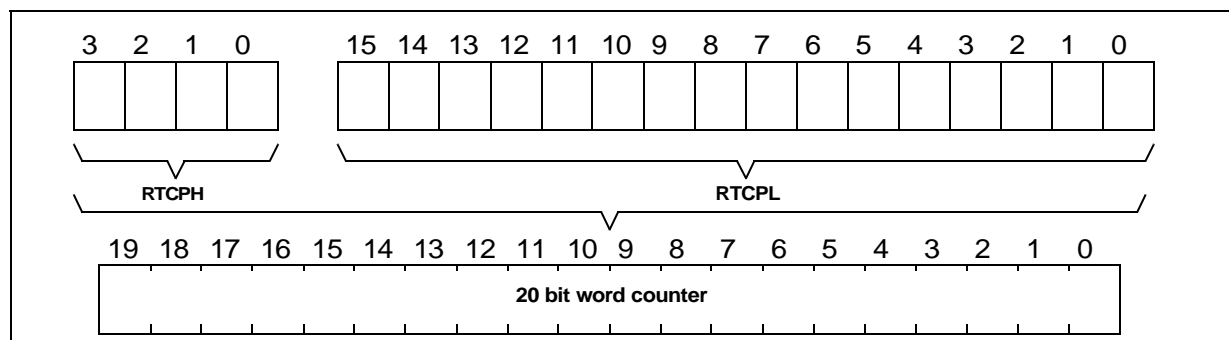 3 2 1 0 15 14 13 12 11 10 9 8 7 6 5 4 3 2 1 0
RTCPH RTCPL
19 18 17 16 15 14 13 12 11 10 9 8 7 6 5 4 3 2 1 0
20 bit word counter